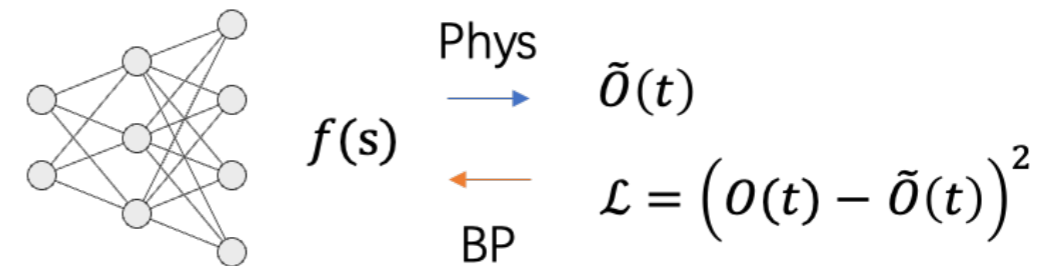 Phys
Õ(t)
f(s)
ℒ = (O(t) − Õ(t))²
BP